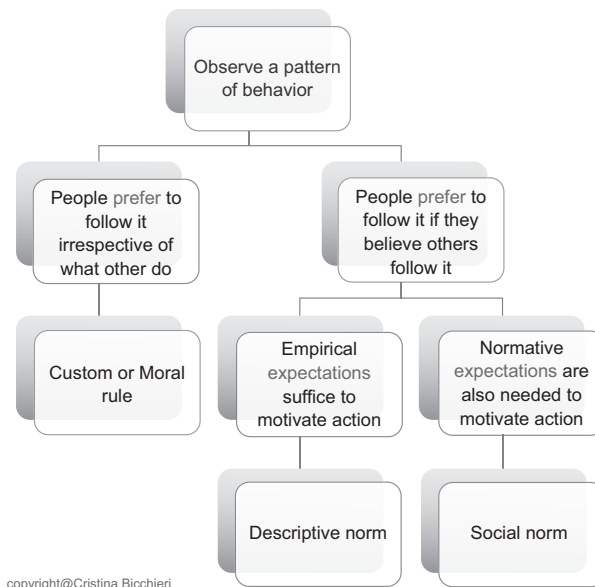 Observe a pattern
of behavior
People prefer to
follow it
irrespective of
what other do
People prefer to
follow it if they
believe others
follow it
Custom or Moral
rule
Empirical
expectations
suffice to
motivate action
Normative
expectations are
also needed to
motivate action
Descriptive norm
Social norm
copyright@Cristina Bicchieri